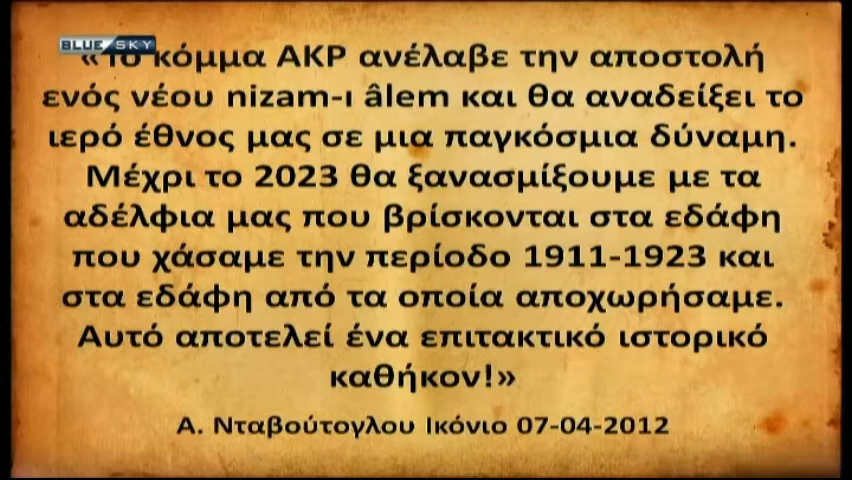 BLUE SKY
«Το κόμμα AKP ανέλαβε την αποστολή
ενός νέου nizam-ı âlem και θα αναδείξει το
ιερό έθνος μας σε μια παγκόσμια δύναμη.
Μέχρι το 2023 θα ξανασμίξουμε με τα
αδέλφια μας που βρίσκονται στα εδάφη
που χάσαμε την περίοδο 1911-1923 και
στα εδάφη από τα οποία αποχωρήσαμε.
Αυτό αποτελεί ένα επιτακτικό ιστορικό
καθήκον!»
Α. Νταβούτογλου Ικόνιο 07-04-2012